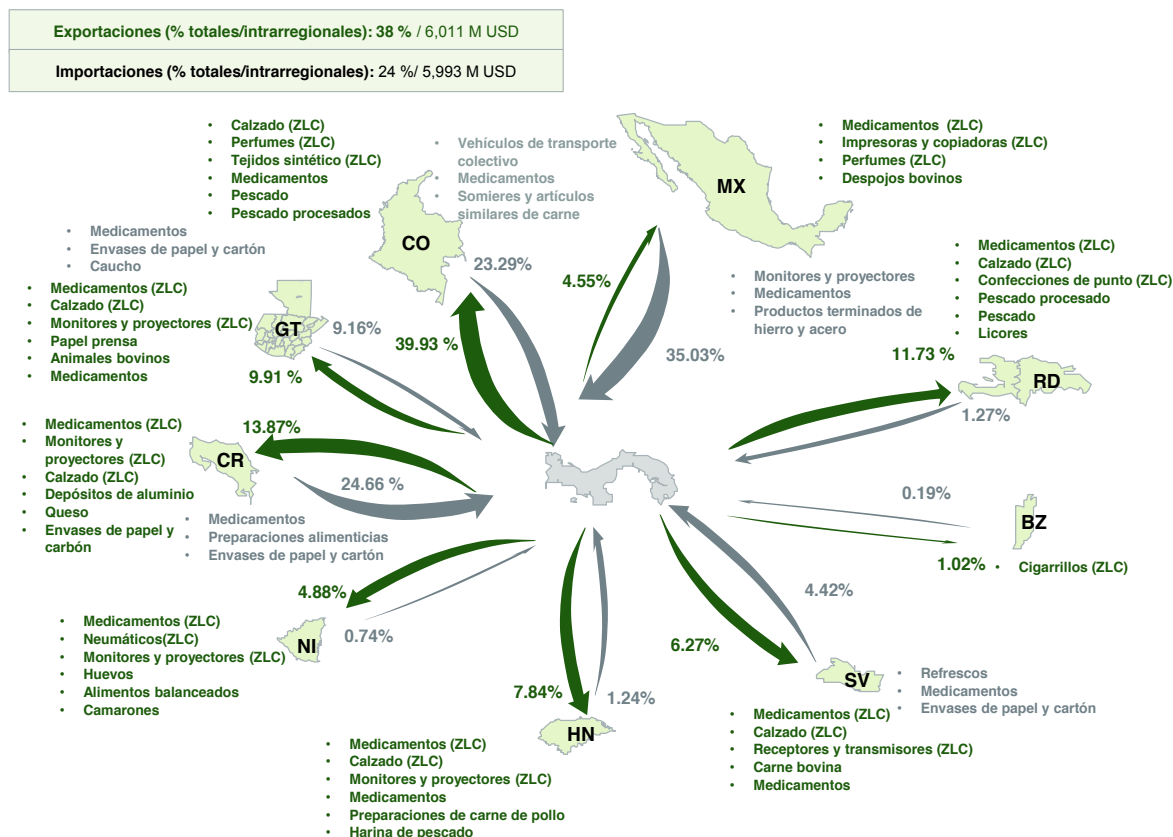 Exportaciones (% totales/intrarregionales): 38 % / 6,011 M USD
Importaciones (% totales/intrarregionales): 24 %/ 5,993 M USD
• Calzado (ZLC)
• Perfumes (ZLC)
• Tejidos sintético (ZLC)
• Medicamentos
• Pescado
• Pescado procesados
• Vehículos de transporte
colectivo
• Medicamentos
• Somieres y artículos
similares de carne
CO
23.29%
39.93 %
• Medicamentos (ZLC)
• Impresoras y copiadoras (ZLC)
• Perfumes (ZLC)
• Despojos bovinos
MX
4.55%
35.03%
• Monitores y proyectores
• Medicamentos
• Productos terminados de
hierro y acero
• Medicamentos
• Envases de papel y cartón
• Caucho
• Medicamentos (ZLC)
• Calzado (ZLC)
• Monitores y proyectores (ZLC)
• Papel prensa
• Animales bovinos
• Medicamentos
GT
9.16%
9.91 %
• Medicamentos (ZLC)
• Calzado (ZLC)
• Confecciones de punto (ZLC)
• Pescado procesado
• Pescado
• Licores
11.73 %
RD
1.27%
• Medicamentos (ZLC)
• Monitores y
proyectores (ZLC)
• Calzado (ZLC)
• Depósitos de aluminio
• Queso
• Envases de papel y
carbón
13.87%
CR
24.66 %
• Medicamentos
• Preparaciones alimenticias
• Envases de papel y cartón
0.19%
BZ
1.02%
• Cigarrillos (ZLC)
4.88%
NI
0.74%
• Medicamentos (ZLC)
• Neumáticos(ZLC)
• Monitores y proyectores (ZLC)
• Huevos
• Alimentos balanceados
• Camarones
7.84%
1.24%
HN
• Medicamentos (ZLC)
• Calzado (ZLC)
• Monitores y proyectores (ZLC)
• Medicamentos
• Preparaciones de carne de pollo
• Harina de pescado
4.42%
6.27%
SV
• Refrescos
• Medicamentos
• Envases de papel y cartón
• Medicamentos (ZLC)
• Calzado (ZLC)
• Receptores y transmisores (ZLC)
• Carne bovina
• Medicamentos